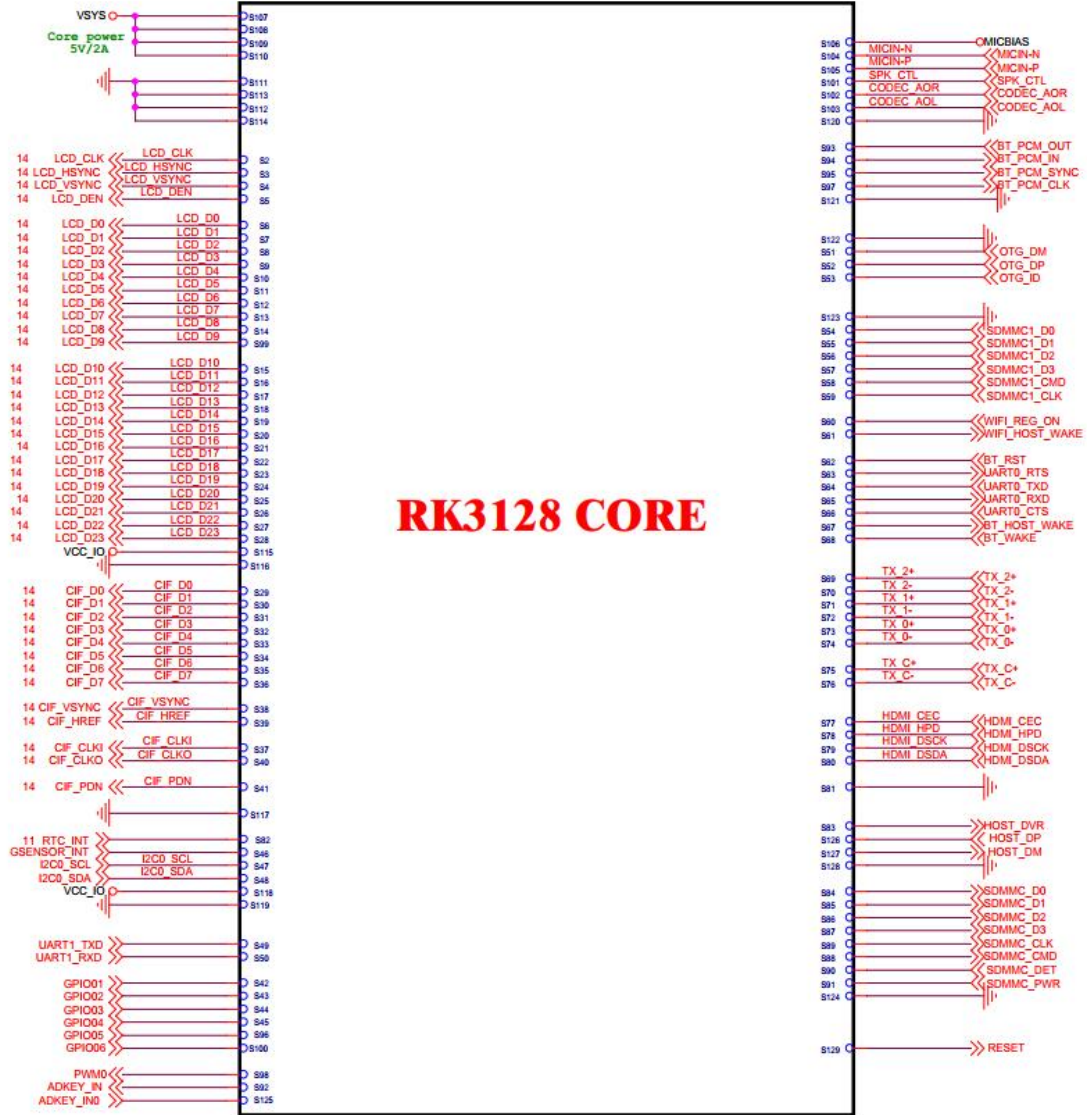 VSYS
Core power
5V/2A
S107
S108
S109
S110
S111
S113
S112
S114
14 LCD_CLK LCD_CLK S2
14 LCD_HSYNC LCD_HSYNC S3
14 LCD_VSYNC LCD_VSYNC S4
14 LCD_DEN LCD_DEN S5
14 LCD_D0 LCD_D0 S6
14 LCD_D1 LCD_D1 S7
14 LCD_D2 LCD_D2 S8
14 LCD_D3 LCD_D3 S9
14 LCD_D4 LCD_D4 S10
14 LCD_D5 LCD_D5 S11
14 LCD_D6 LCD_D6 S12
14 LCD_D7 LCD_D7 S13
14 LCD_D8 LCD_D8 S14
14 LCD_D9 LCD_D9 S99
14 LCD_D10 LCD_D10 S15
14 LCD_D11 LCD_D11 S16
14 LCD_D12 LCD_D12 S17
14 LCD_D13 LCD_D13 S18
14 LCD_D14 LCD_D14 S19
14 LCD_D15 LCD_D15 S20
14 LCD_D16 LCD_D16 S21
14 LCD_D17 LCD_D17 S22
14 LCD_D18 LCD_D18 S23
14 LCD_D19 LCD_D19 S24
14 LCD_D20 LCD_D20 S25
14 LCD_D21 LCD_D21 S26
14 LCD_D22 LCD_D22 S27
14 LCD_D23 LCD_D23 S28
VCC_IO S115
S116
14 CIF_D0 CIF_D0 S29
14 CIF_D1 CIF_D1 S30
14 CIF_D2 CIF_D2 S31
14 CIF_D3 CIF_D3 S32
14 CIF_D4 CIF_D4 S33
14 CIF_D5 CIF_D5 S34
14 CIF_D6 CIF_D6 S35
14 CIF_D7 CIF_D7 S36
14 CIF_VSYNC CIF_VSYNC S38
14 CIF_HREF CIF_HREF S39
14 CIF_CLKI CIF_CLKI S37
14 CIF_CLKO CIF_CLKO S40
14 CIF_PDN CIF_PDN S41
S117
11 RTC_INT S82
GSENSOR_INT S46
I2C0_SCL I2C0_SCL S47
I2C0_SDA I2C0_SDA S48
VCC_IO S118
S119
UART1_TXD S49
UART1_RXD S50
GPIO01 S42
GPIO02 S43
GPIO03 S44
GPIO04 S45
GPIO05 S96
GPIO06 S100
PWM0 S98
ADKEY_IN S92
ADKEY_IN0 S125
RK3128 CORE
S106 MICBIAS
S104 MICIN-N MICIN-N
S105 MICIN-P MICIN-P
S101 SPK_CTL SPK_CTL
S102 CODEC_AOR CODEC_AOR
S103 CODEC_AOL CODEC_AOL
S120
S93 BT_PCM_OUT
S94 BT_PCM_IN
S95 BT_PCM_SYNC
S97 BT_PCM_CLK
S121
S122
S51 OTG_DM
S52 OTG_DP
S53 OTG_ID
S123
S54 SDMMC1_D0
S55 SDMMC1_D1
S56 SDMMC1_D2
S57 SDMMC1_D3
S58 SDMMC1_CMD
S59 SDMMC1_CLK
S60 WIFI_REG_ON
S61 WIFI_HOST_WAKE
S62 BT_RST
S63 UART0_RTS
S64 UART0_TXD
S65 UART0_RXD
S66 UART0_CTS
S67 BT_HOST_WAKE
S68 BT_WAKE
S69 TX_2+ TX_2+
S70 TX_2- TX_2-
S71 TX_1+ TX_1+
S72 TX_1- TX_1-
S73 TX_0+ TX_0+
S74 TX_0- TX_0-
S75 TX_C+ TX_C+
S76 TX_C- TX_C-
S77 HDMI_CEC HDMI_CEC
S78 HDMI_HPD HDMI_HPD
S79 HDMI_DSCK HDMI_DSCK
S80 HDMI_DSDA HDMI_DSDA
S81
S83 HOST_DVR
S126 HOST_DP
S127 HOST_DM
S128
S84 SDMMC_D0
S85 SDMMC_D1
S86 SDMMC_D2
S87 SDMMC_D3
S89 SDMMC_CLK
S88 SDMMC_CMD
S90 SDMMC_DET
S91 SDMMC_PWR
S124
S129 RESET